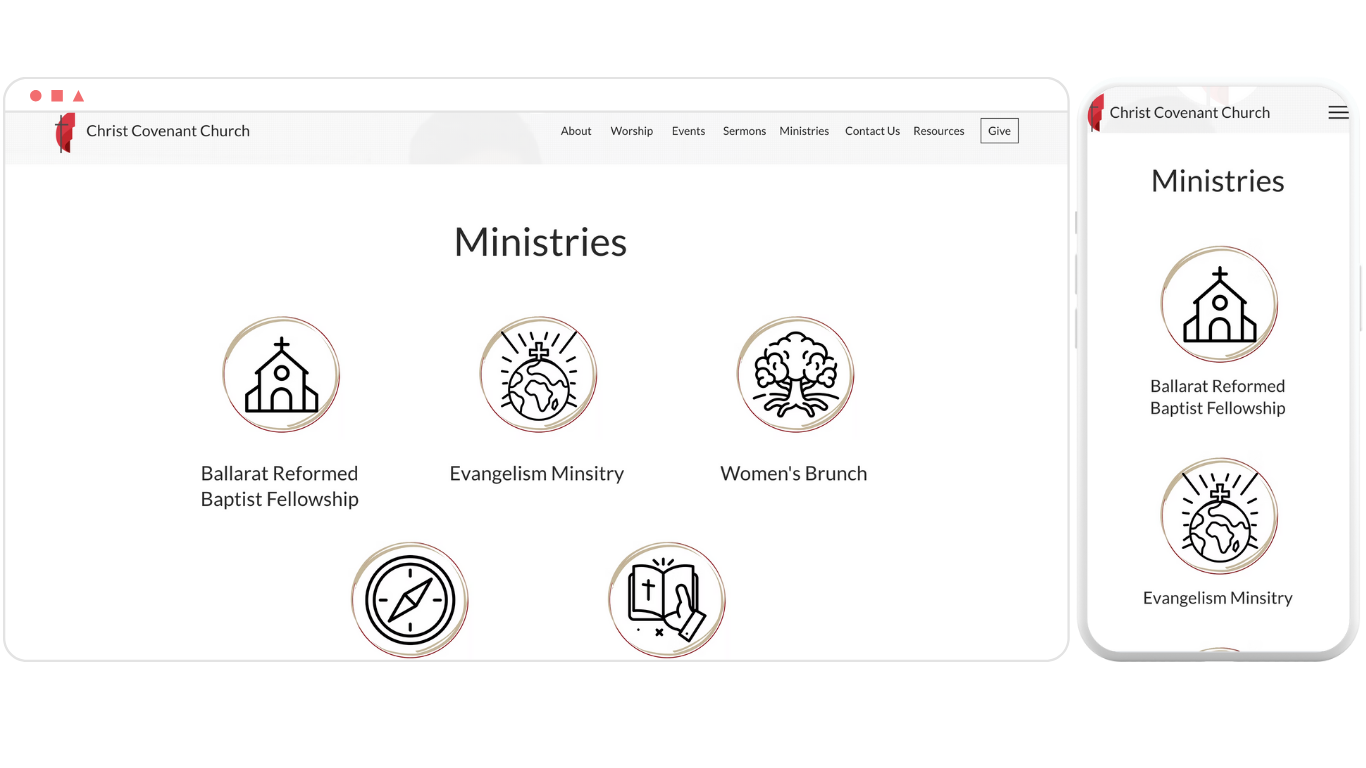 Christ Covenant Church
About Worship Events Sermons Ministries Contact Us Resources Give
Ministries
Ballarat Reformed
Baptist Fellowship
Evangelism Minsitry
Women's Brunch
Christ Covenant Church
Ministries
Ballarat Reformed
Baptist Fellowship
Evangelism Minsitry